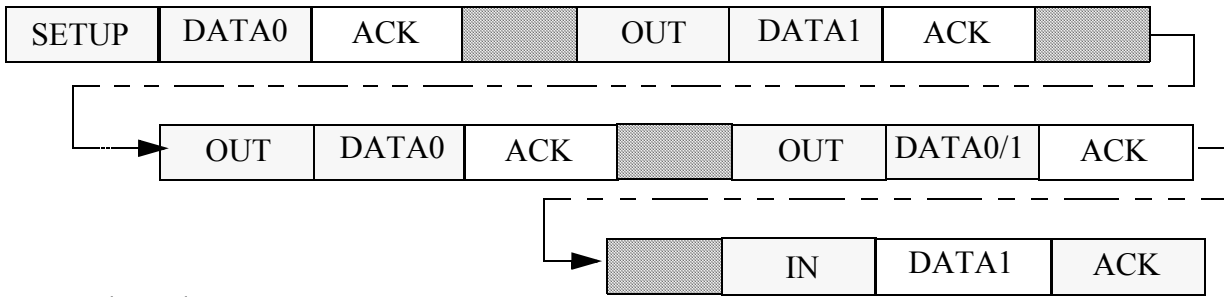 SETUP DATA0 ACK OUT DATA1 ACK
OUT DATA0 ACK OUT DATA0/1 ACK
IN DATA1 ACK